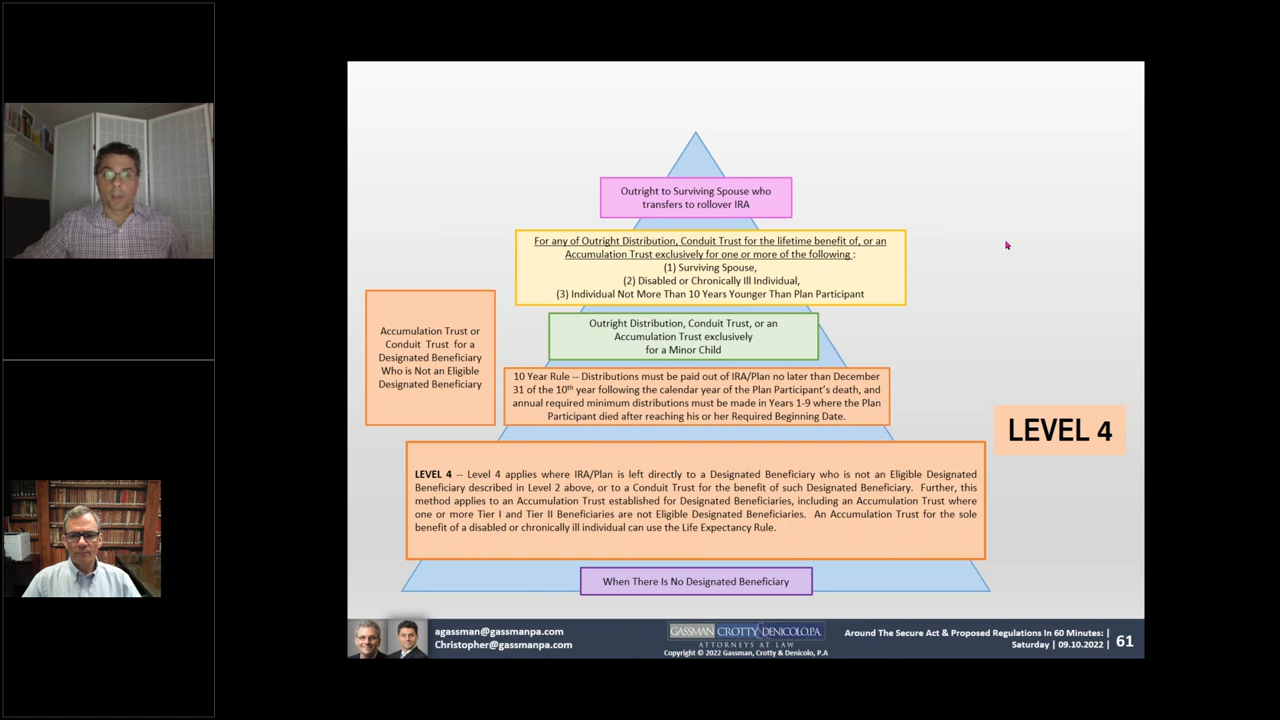 Outright to Surviving Spouse who
transfers to rollover IRA
For any of Outright Distribution, Conduit Trust for the lifetime benefit of, or an
Accumulation Trust exclusively for one or more of the following :
(1) Surviving Spouse,
(2) Disabled or Chronically Ill Individual,
(3) Individual Not More Than 10 Years Younger Than Plan Participant
Outright Distribution, Conduit Trust, or an
Accumulation Trust exclusively
for a Minor Child
Accumulation Trust or
Conduit Trust for a
Designated Beneficiary
Who is Not an Eligible
Designated Beneficiary
10 Year Rule -- Distributions must be paid out of IRA/Plan no later than December
31 of the 10th year following the calendar year of the Plan Participant's death, and
annual required minimum distributions must be made in Years 1-9 where the Plan
Participant died after reaching his or her Required Beginning Date.
LEVEL 4
LEVEL 4 -- Level 4 applies where IRA/Plan is left directly to a Designated Beneficiary who is not an Eligible Designated
Beneficiary described in Level 2 above, or to a Conduit Trust for the benefit of such Designated Beneficiary. Further, this
method applies to an Accumulation Trust established for Designated Beneficiaries, including an Accumulation Trust where
one or more Tier I and Tier II Beneficiaries are not Eligible Designated Beneficiaries. An Accumulation Trust for the sole
benefit of a disabled or chronically ill individual can use the Life Expectancy Rule.
When There Is No Designated Beneficiary
agassman@gassmanpa.com
Christopher@gassmanpa.com
GASSMAN CROTTY & DENICOLO, P.A.
ATTORNEYS AT LAW
Copyright © 2022 Gassman, Crotty & Denicolo, P.A
Around The Secure Act & Proposed Regulations In 60 Minutes: |
Saturday | 09.10.2022 |
61